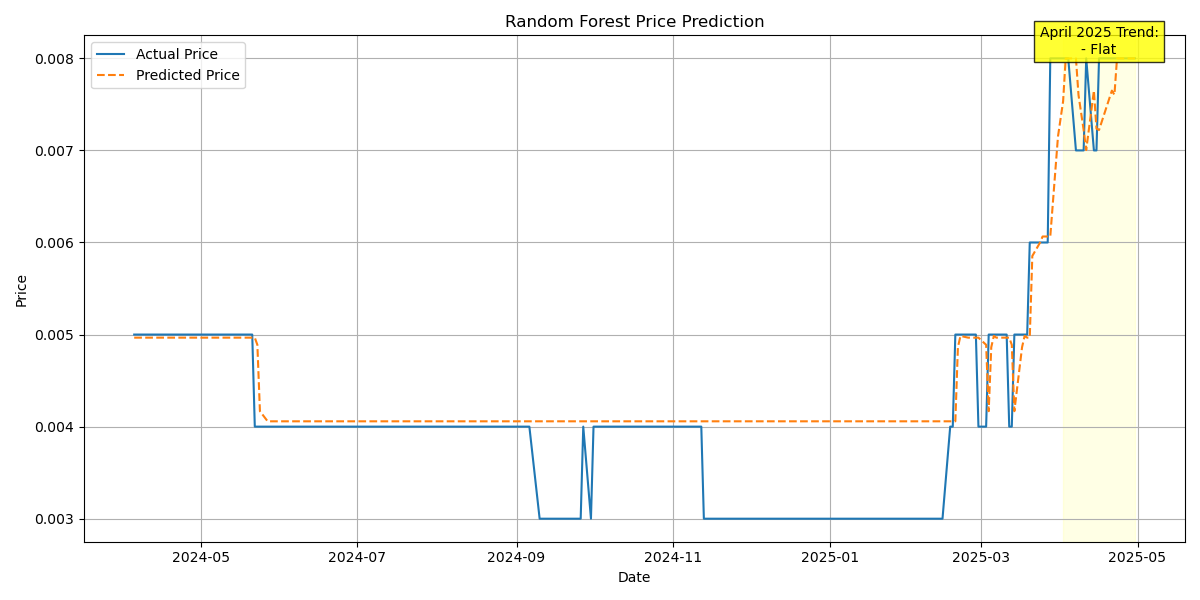 Random Forest Price Prediction
April 2025 Trend:
- Flat
Actual Price
Predicted Price
Price
0.008
0.007
0.006
0.005
0.004
0.003
2024-05
2024-07
2024-09
2024-11
2025-01
2025-03
2025-05
Date